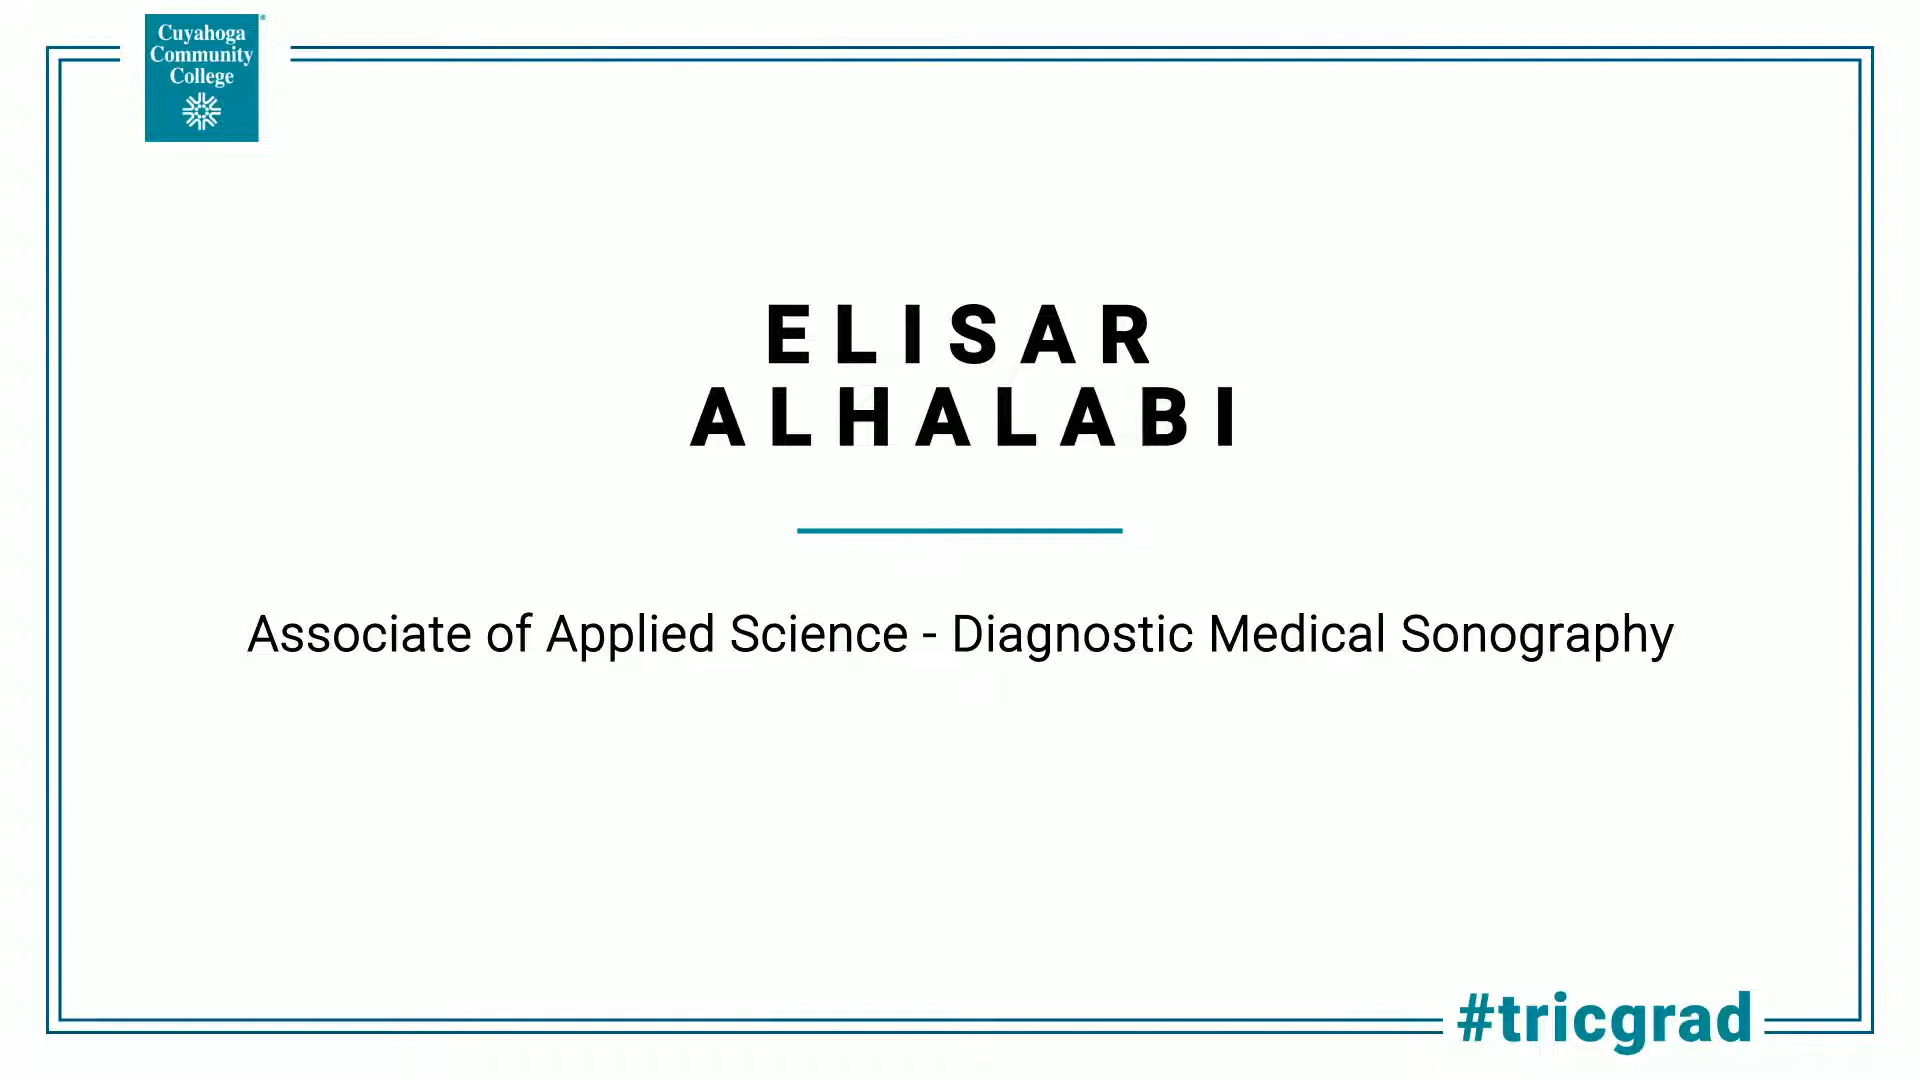 Cuyahoga
Community
College
ELISAR
ALHALABI
Associate of Applied Science - Diagnostic Medical Sonography
#tricgrad